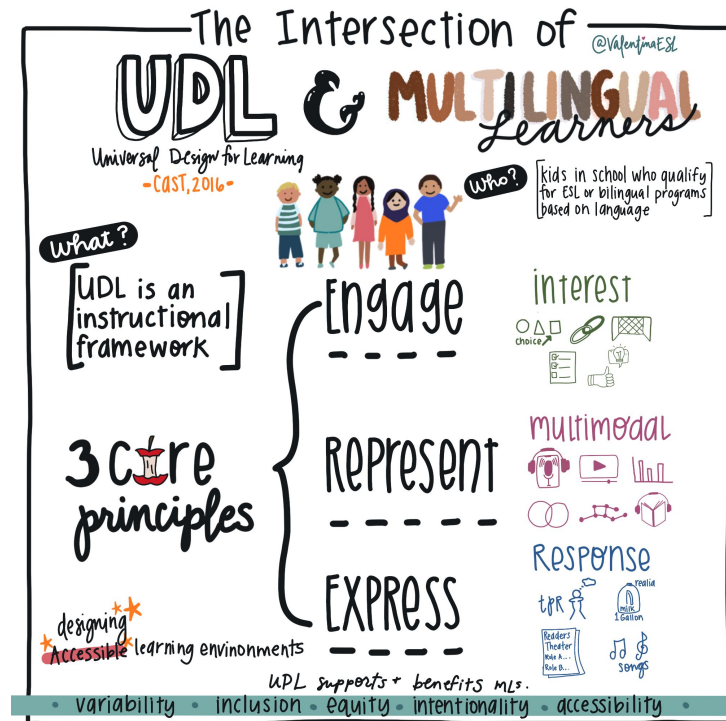 The Intersection of
@ValentinaESL
UDL & MULTILINGUAL
Learners
Universal Design for Learning
- CAST, 2016 -
Who?
kids in school who qualify
for ESL or bilingual programs
based on language
What?
UDL is an
instructional
framework
3 core
principles
Engage
interest
choice
Represent
multimodal
EXPRESS
RESPONSE
tpR
realia
milk
1 Gallon
Readers
Theater
Role A...
Role B...
songs
designing
Accessible learning environments
UPL supports + benefits MLs.
• variability • inclusion • equity • intentionality • accessibility •